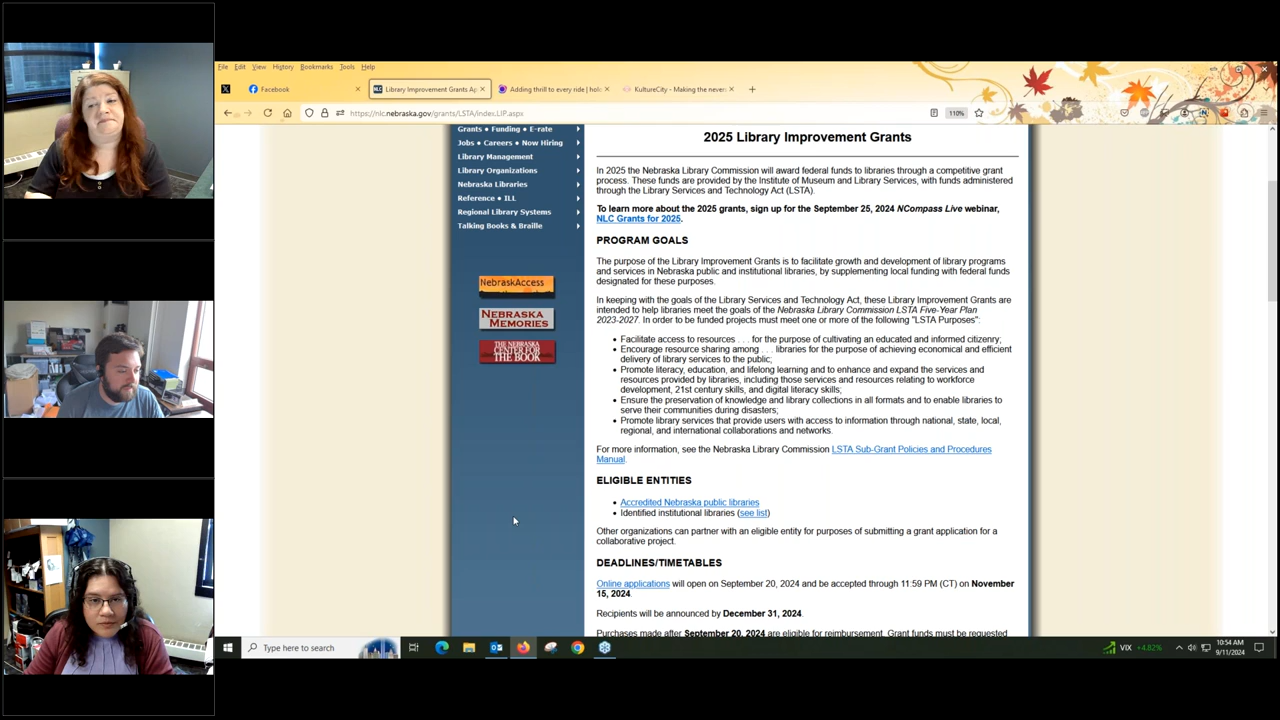 File Edit View History Bookmarks Tools Help
Facebook
NLC Library Improvement Grants Ap
Adding thrill to every ride | holo
KultureCity - Making the never
https://nlc.nebraska.gov/grants/LSTA/index.LIP.aspx
110%
Grants • Funding • E-rate
Jobs • Careers • Now Hiring
Library Management
Library Organizations
Nebraska Libraries
Reference • ILL
Regional Library Systems
Talking Books & Braille
NebraskAccess
NEBRASKA
MEMORIES
THE NEBRASKA
CENTER FOR
THE BOOK
2025 Library Improvement Grants
In 2025 the Nebraska Library Commission will award federal funds to libraries through a competitive grant
process. These funds are provided by the Institute of Museum and Library Services, with funds administered
through the Library Services and Technology Act (LSTA).
To learn more about the 2025 grants, sign up for the September 25, 2024 NCompass Live webinar,
NLC Grants for 2025.
PROGRAM GOALS
The purpose of the Library Improvement Grants is to facilitate growth and development of library programs
and services in Nebraska public and institutional libraries, by supplementing local funding with federal funds
designated for these purposes.
In keeping with the goals of the Library Services and Technology Act, these Library Improvement Grants are
intended to help libraries meet the goals of the Nebraska Library Commission LSTA Five-Year Plan
2023-2027. In order to be funded projects must meet one or more of the following "LSTA Purposes":
• Facilitate access to resources . . . for the purpose of cultivating an educated and informed citizenry;
• Encourage resource sharing among . . . libraries for the purpose of achieving economical and efficient
delivery of library services to the public;
• Promote literacy, education, and lifelong learning and to enhance and expand the services and
resources provided by libraries, including those services and resources relating to workforce
development, 21st century skills, and digital literacy skills;
• Ensure the preservation of knowledge and library collections in all formats and to enable libraries to
serve their communities during disasters;
• Promote library services that provide users with access to information through national, state, local,
regional, and international collaborations and networks.
For more information, see the Nebraska Library Commission LSTA Sub-Grant Policies and Procedures
Manual.
ELIGIBLE ENTITIES
• Accredited Nebraska public libraries
• Identified institutional libraries (see list)
Other organizations can partner with an eligible entity for purposes of submitting a grant application for a
collaborative project.
DEADLINES/TIMETABLES
Online applications will open on September 20, 2024 and be accepted through 11:59 PM (CT) on November
15, 2024.
Recipients will be announced by December 31, 2024.
Purchases made after September 20, 2024 are eligible for reimbursement. Grant funds must be requested
Type here to search
VIX +4.82%
10:54 AM
9/11/2024